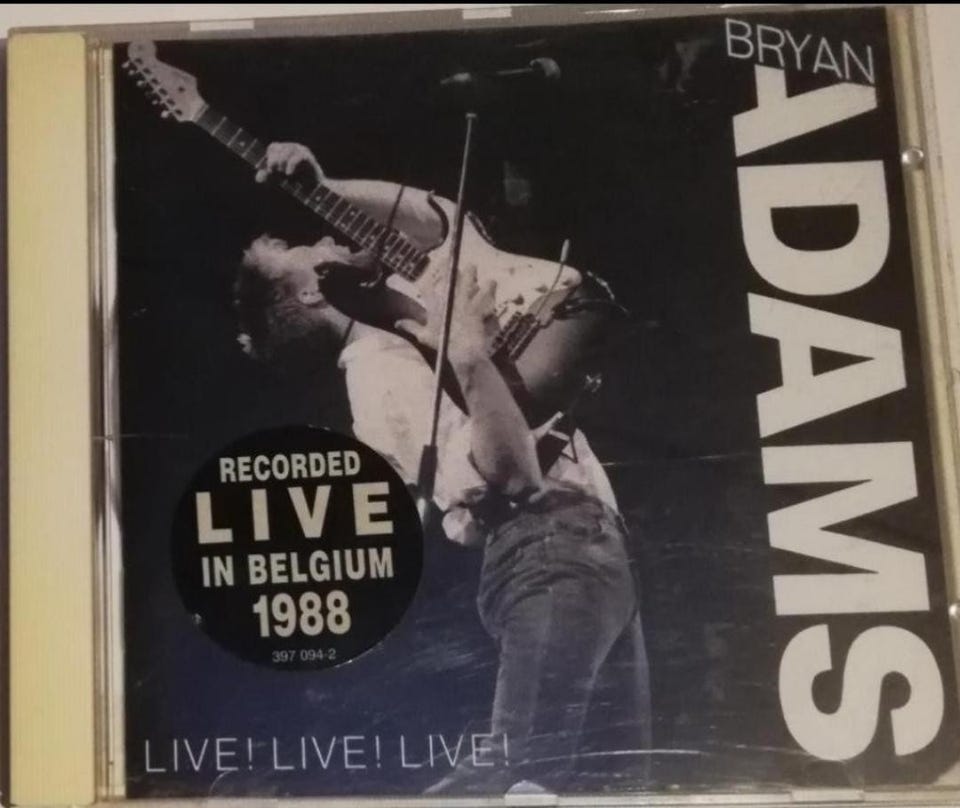 BRYAN
ADAMS
RECORDED
LIVE
IN BELGIUM
1988
397 094-2
LIVE! LIVE! LIVE!